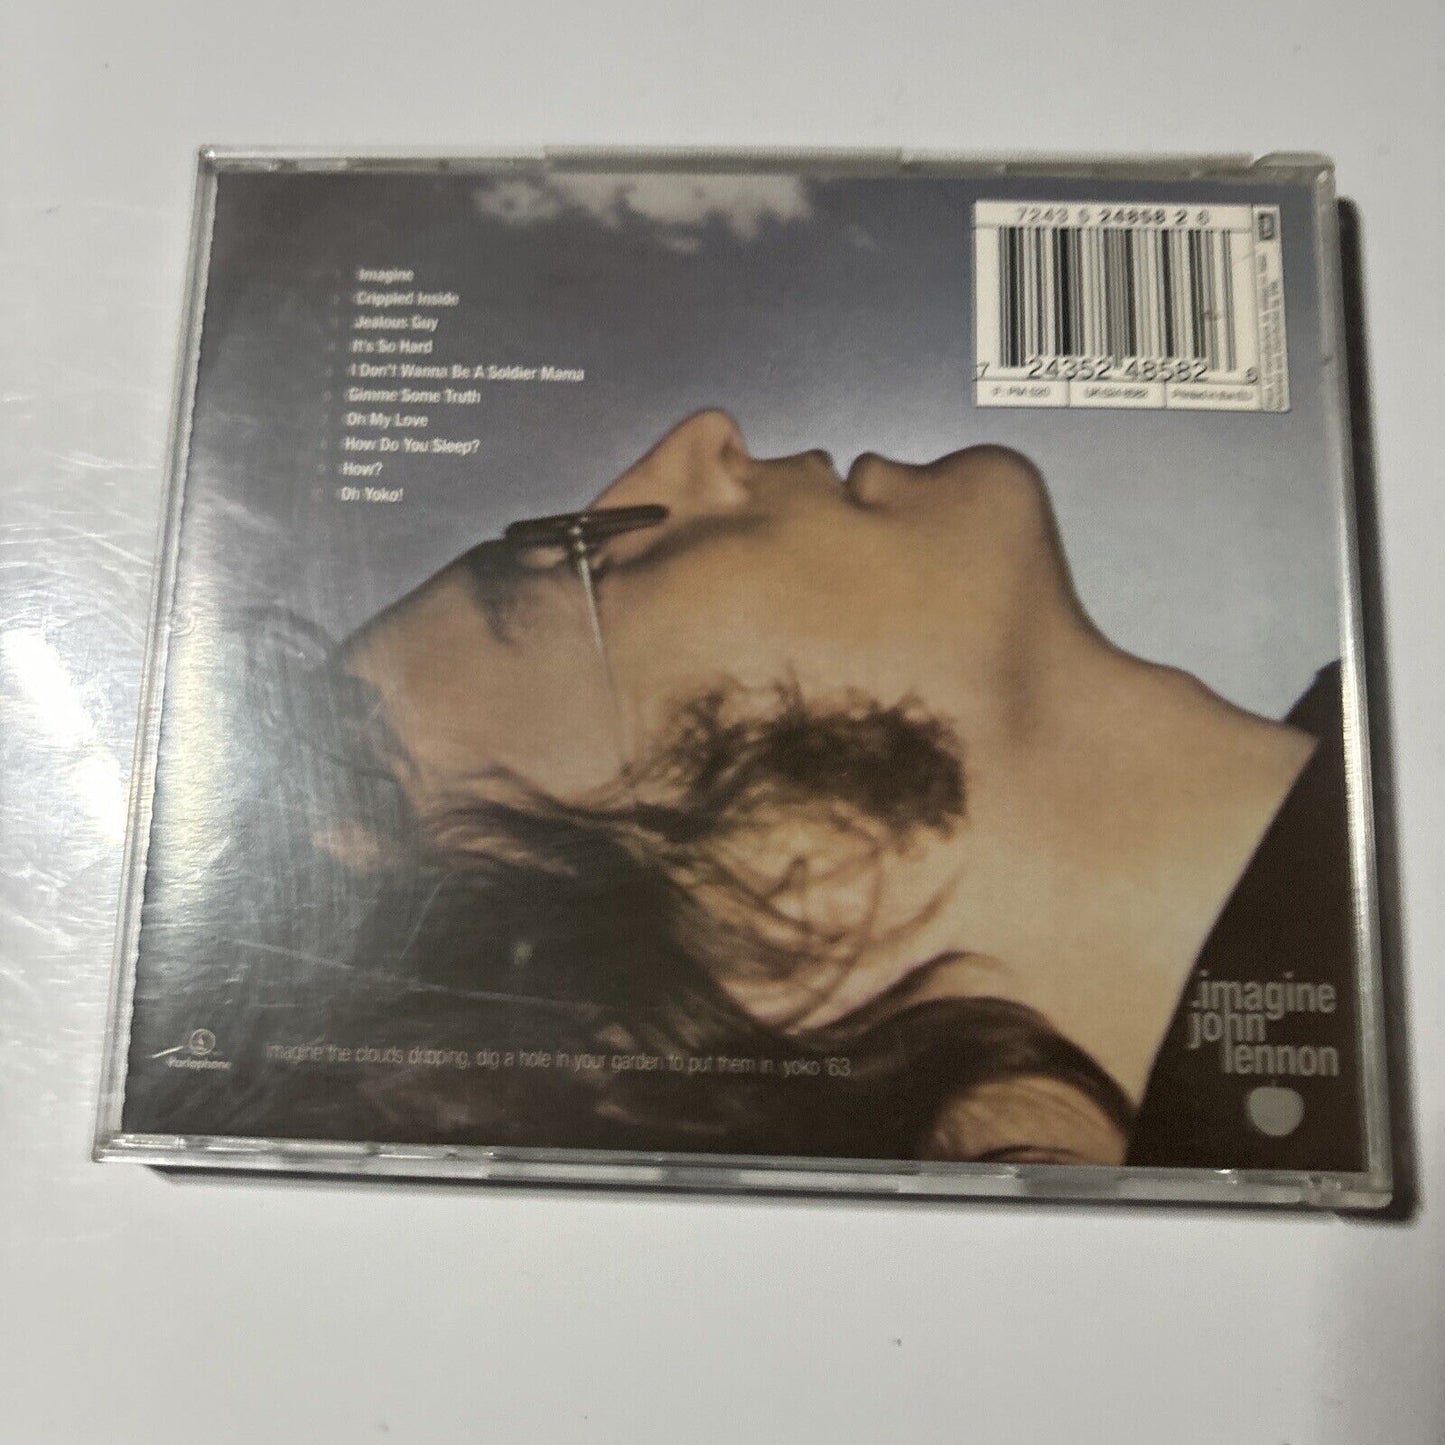 Imagine
Crippled Inside
Jealous Guy
It's So Hard
I Don't Wanna Be A Soldier Mama
Gimme Some Truth
Oh My Love
How Do You Sleep?
How?
Oh Yoko!
7243 5 24858 2 6
7 24352 48582 6
imagine
john
lennon
Parlophone
imagine the clouds dripping, dig a hole in your garden to put them in. yoko '63